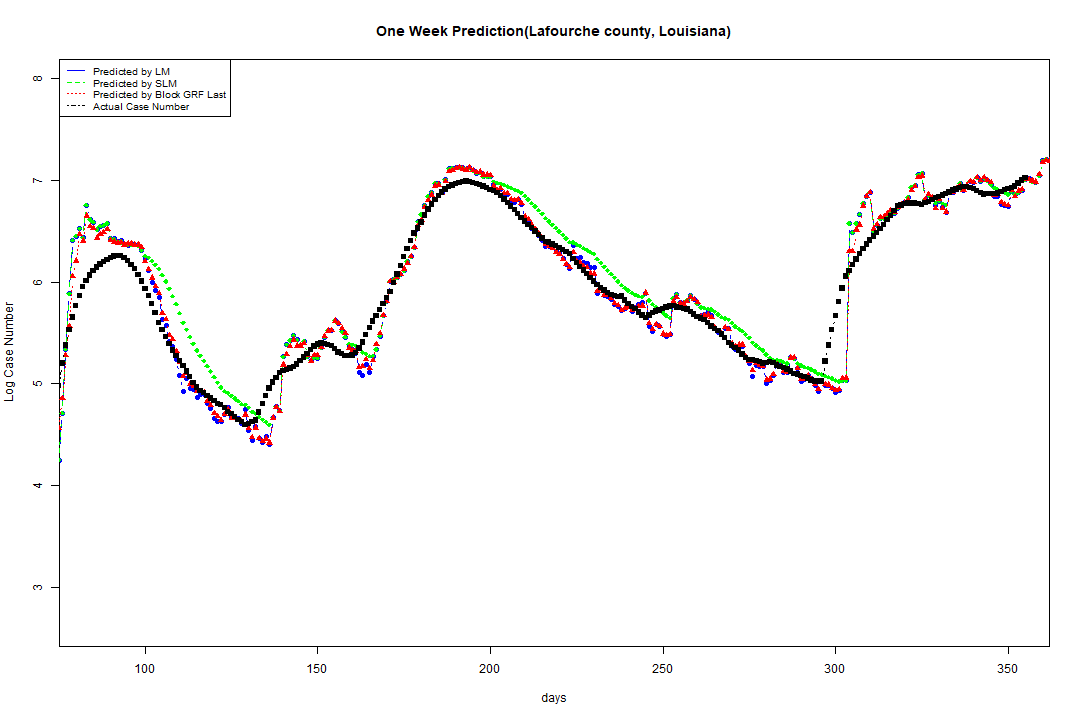 One Week Prediction(Lafourche county, Louisiana)
Predicted by LM
Predicted by SLM
Predicted by Block GRF Last
Actual Case Number
8
7
6
5
4
3
Log Case Number
100 150 200 250 300 350
days